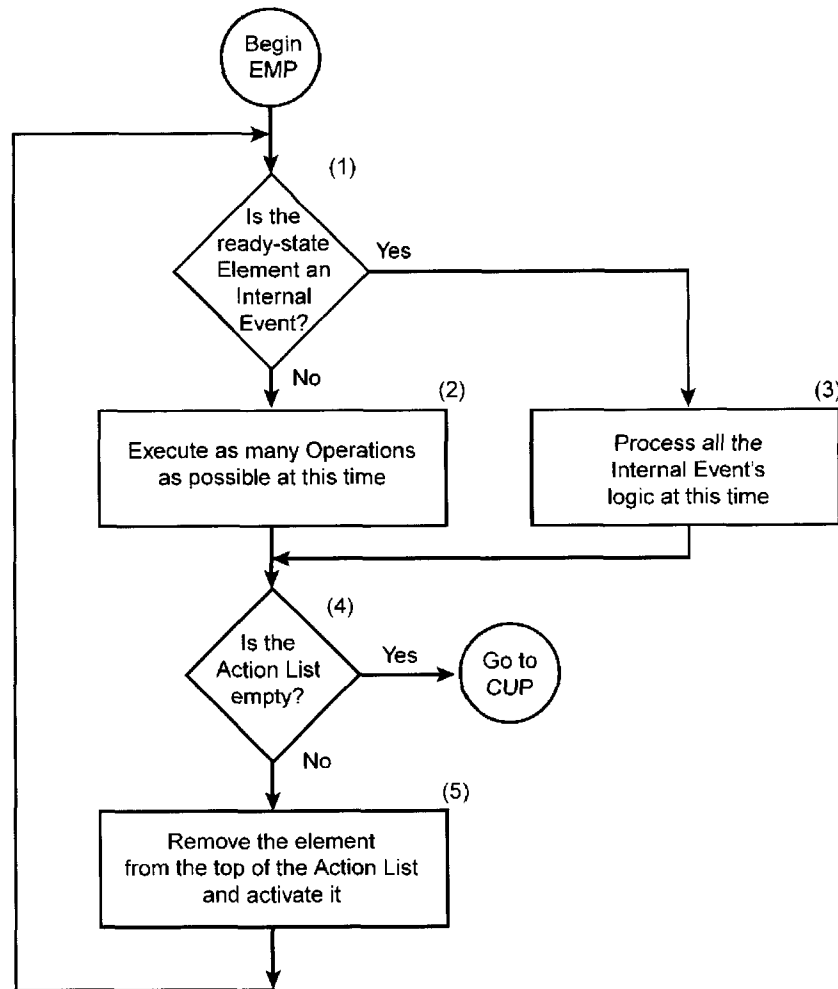 Begin
EMP
(1)
Is the
ready-state
Element an
Internal
Event?
Yes
No
(2)
(3)
Execute as many Operations
as possible at this time
Process all the
Internal Event's
logic at this time
(4)
Is the
Action List
empty?
Yes
Go to
CUP
No
(5)
Remove the element
from the top of the Action List
and activate it